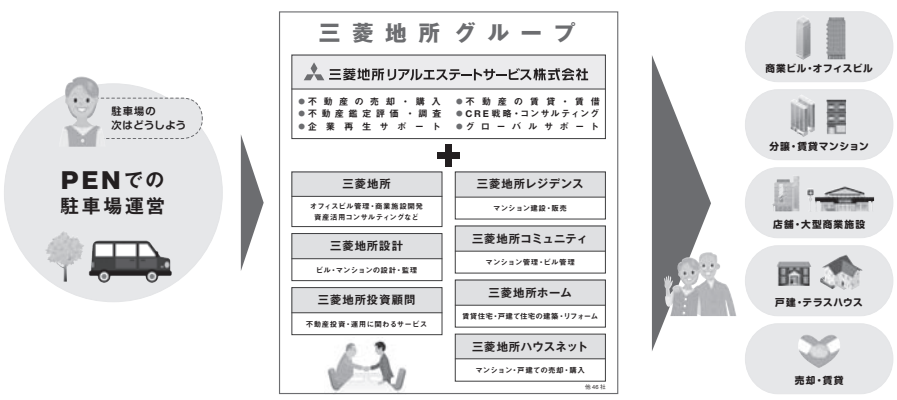 駐車場の
次はどうしよう
PENでの
駐車場運営
三菱地所グループ
三菱地所リアルエステートサービス株式会社
●不動産の売却・購入
●不動産鑑定評価・調査
●企業再生サポート
●不動産の賃貸・賃借
●CRE戦略・コンサルティング
●グローバルサポート
三菱地所
オフィスビル管理・商業施設開発
資産活用コンサルティングなど
三菱地所設計
ビル・マンションの設計・監理
三菱地所投資顧問
不動産投資・運用に関わるサービス
三菱地所レジデンス
マンション建設・販売
三菱地所コミュニティ
マンション管理・ビル管理
三菱地所ホーム
賃貸住宅・戸建て住宅の建築・リフォーム
三菱地所ハウスネット
マンション・戸建ての売却・購入
他46社
商業ビル・オフィスビル
分譲・賃貸マンション
店舗・大型商業施設
戸建・テラスハウス
売却・賃貸